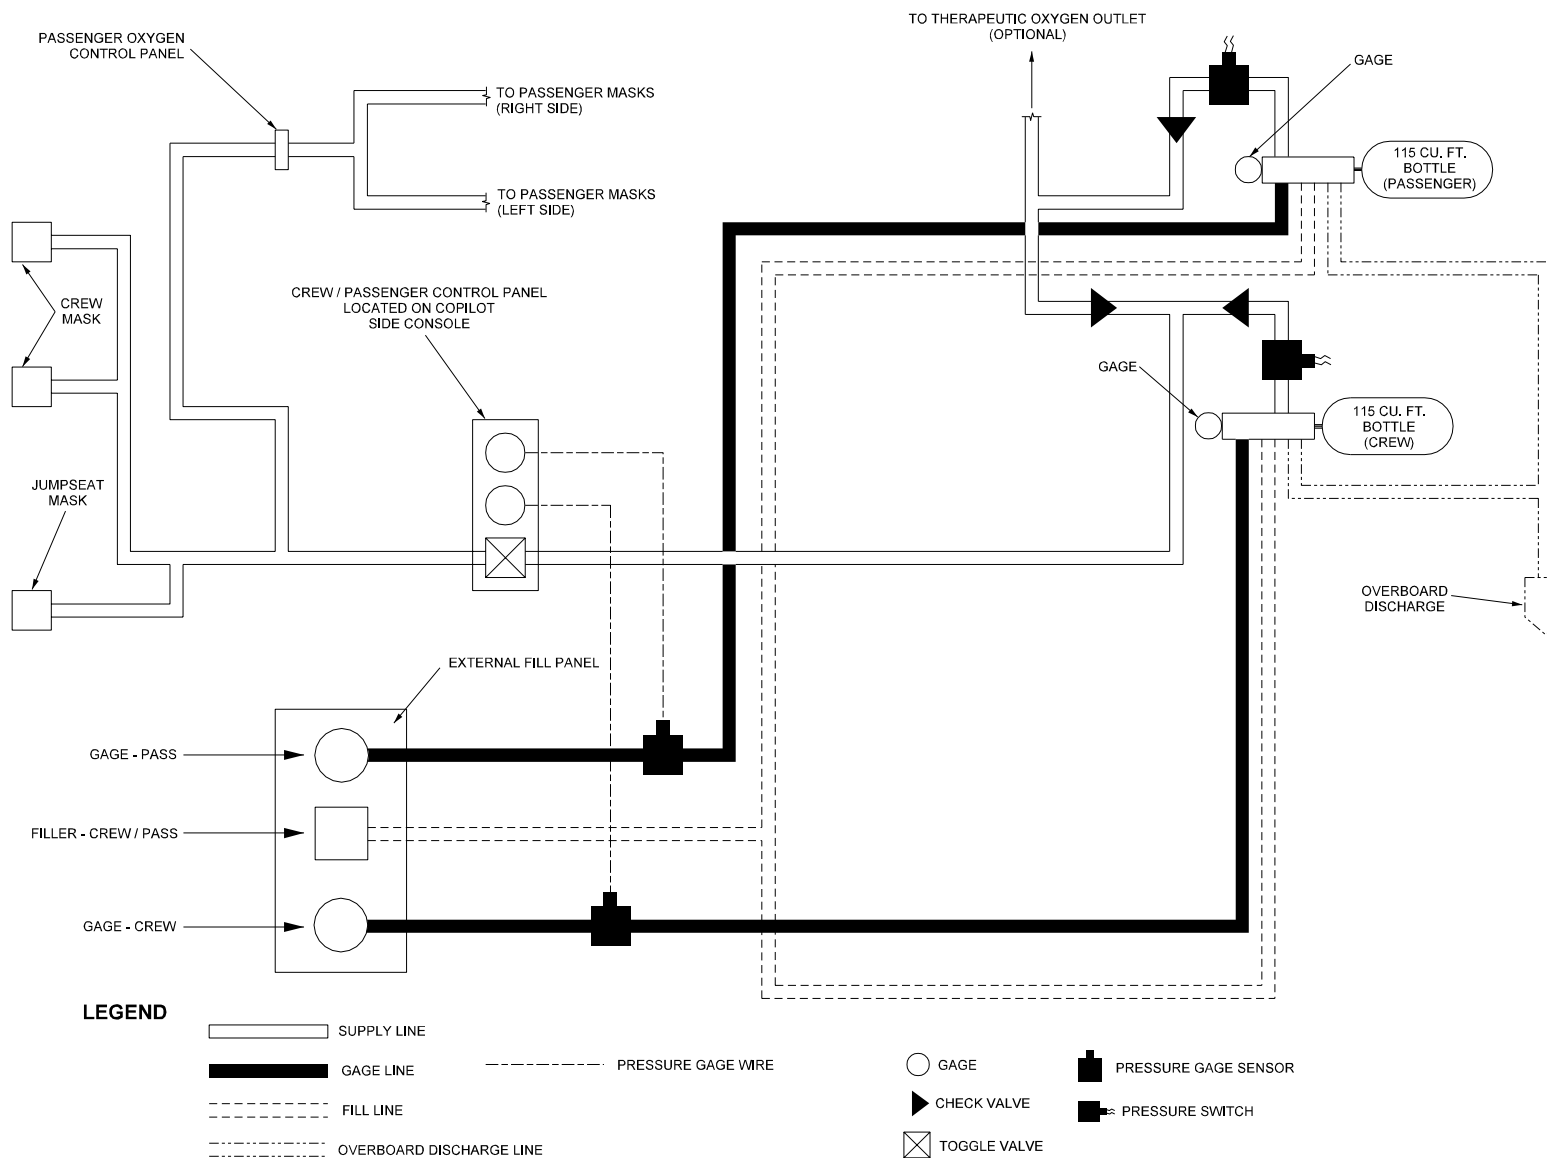 TO THERAPEUTIC OXYGEN OUTLET
(OPTIONAL)
PASSENGER OXYGEN
CONTROL PANEL
GAGE
TO PASSENGER MASKS
(RIGHT SIDE)
115 CU. FT.
BOTTLE
(PASSENGER)
TO PASSENGER MASKS
(LEFT SIDE)
CREW
MASK
CREW / PASSENGER CONTROL PANEL
LOCATED ON COPILOT
SIDE CONSOLE
GAGE
115 CU. FT.
BOTTLE
(CREW)
JUMPSEAT
MASK
OVERBOARD
DISCHARGE
EXTERNAL FILL PANEL
GAGE - PASS
FILLER - CREW / PASS
GAGE - CREW
LEGEND
SUPPLY LINE
GAGE LINE
FILL LINE
OVERBOARD DISCHARGE LINE
PRESSURE GAGE WIRE
GAGE
CHECK VALVE
TOGGLE VALVE
PRESSURE GAGE SENSOR
PRESSURE SWITCH